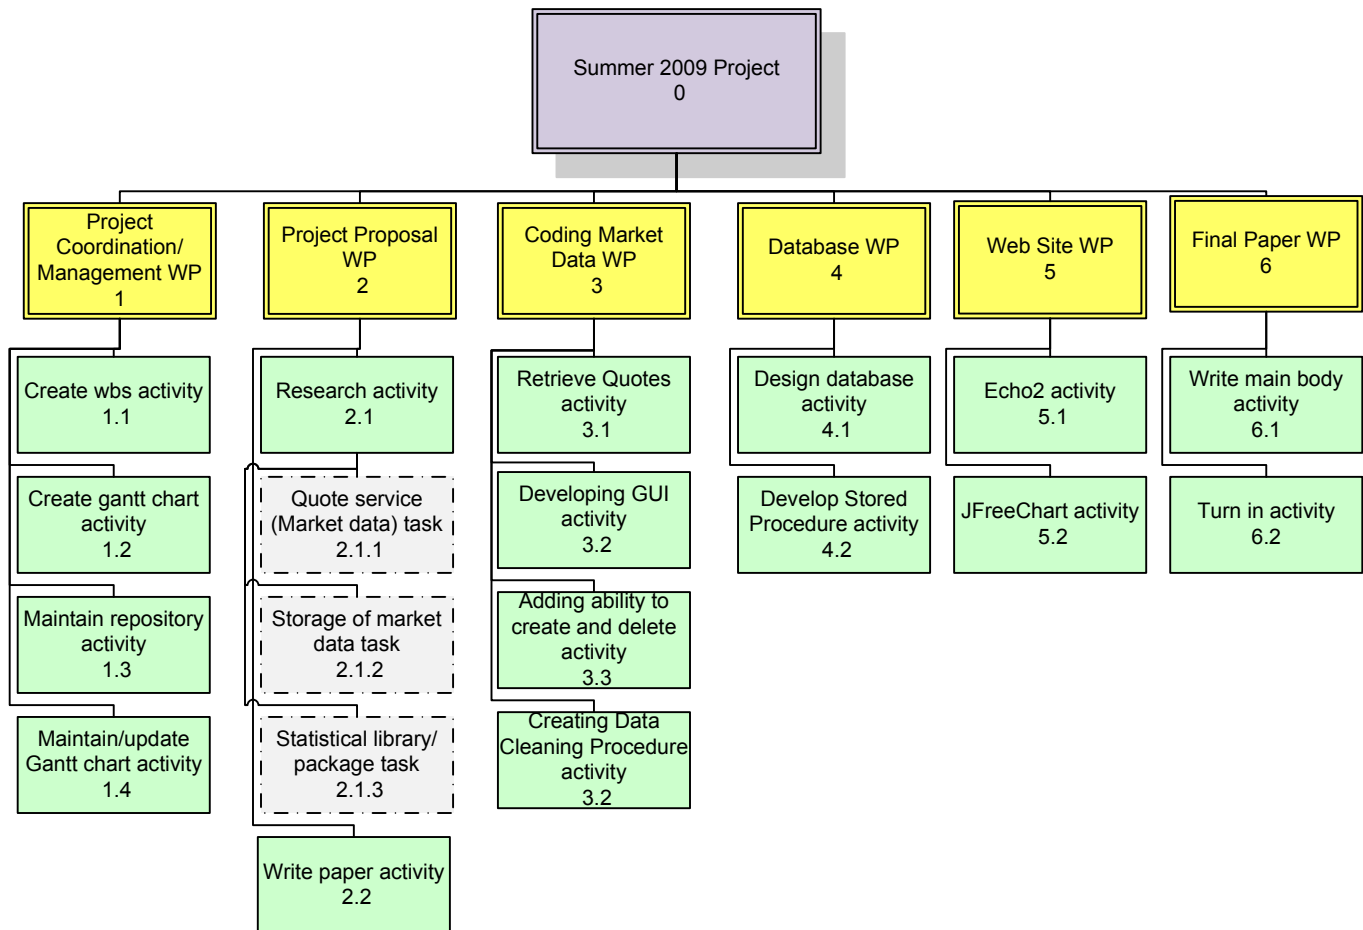 Summer 2009 Project
0
Project
Coordination/
Management WP
1
Project Proposal
WP
2
Coding Market
Data WP
3
Database WP
4
Web Site WP
5
Final Paper WP
6
Create wbs activity
1.1
Create gantt chart
activity
1.2
Maintain repository
activity
1.3
Maintain/update
Gantt chart activity
1.4
Research activity
2.1
Quote service
(Market data) task
2.1.1
Storage of market
data task
2.1.2
Statistical library/
package task
2.1.3
Write paper activity
2.2
Retrieve Quotes
activity
3.1
Developing GUI
activity
3.2
Adding ability to
create and delete
activity
3.3
Creating Data
Cleaning Procedure
activity
3.2
Design database
activity
4.1
Develop Stored
Procedure activity
4.2
Echo2 activity
5.1
JFreeChart activity
5.2
Write main body
activity
6.1
Turn in activity
6.2